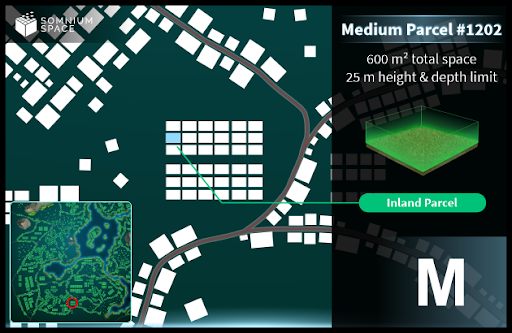 SOMNIUM
SPACE
Medium Parcel #1202
600 m² total space
25 m height & depth limit
Inland Parcel
M